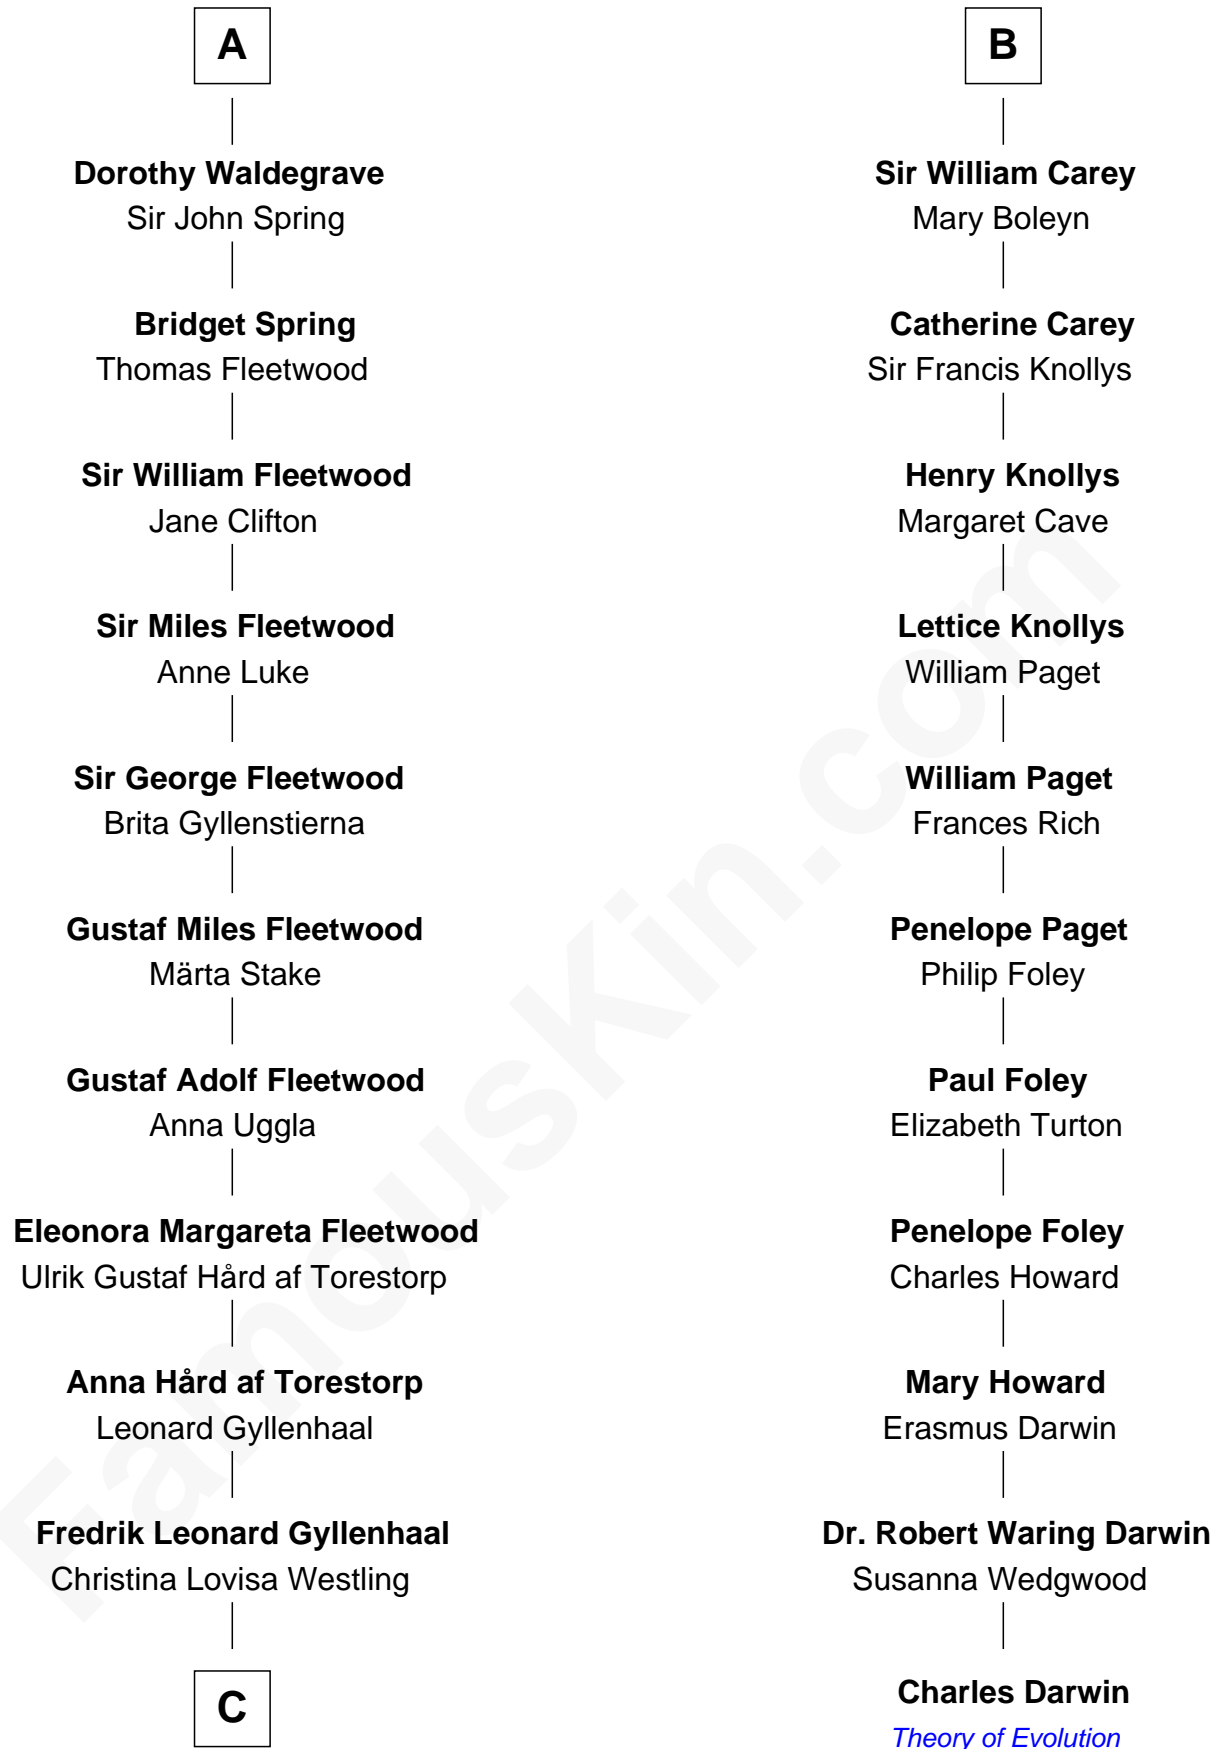 A
Dorothy Waldegrave
Sir John Spring
Bridget Spring
Thomas Fleetwood
Sir William Fleetwood
Jane Clifton
Sir Miles Fleetwood
Anne Luke
Sir George Fleetwood
Brita Gyllenstierna
Gustaf Miles Fleetwood
Märta Stake
Gustaf Adolf Fleetwood
Anna Uggla
Eleonora Margareta Fleetwood
Ulrik Gustaf Hård af Torestorp
Anna Hård af Torestorp
Leonard Gyllenhaal
Fredrik Leonard Gyllenhaal
Christina Lovisa Westling
C
B
Sir William Carey
Mary Boleyn
Catherine Carey
Sir Francis Knollys
Henry Knollys
Margaret Cave
Lettice Knollys
William Paget
William Paget
Frances Rich
Penelope Paget
Philip Foley
Paul Foley
Elizabeth Turton
Penelope Foley
Charles Howard
Mary Howard
Erasmus Darwin
Dr. Robert Waring Darwin
Susanna Wedgwood
Charles Darwin
Theory of Evolution
FamousKin.com